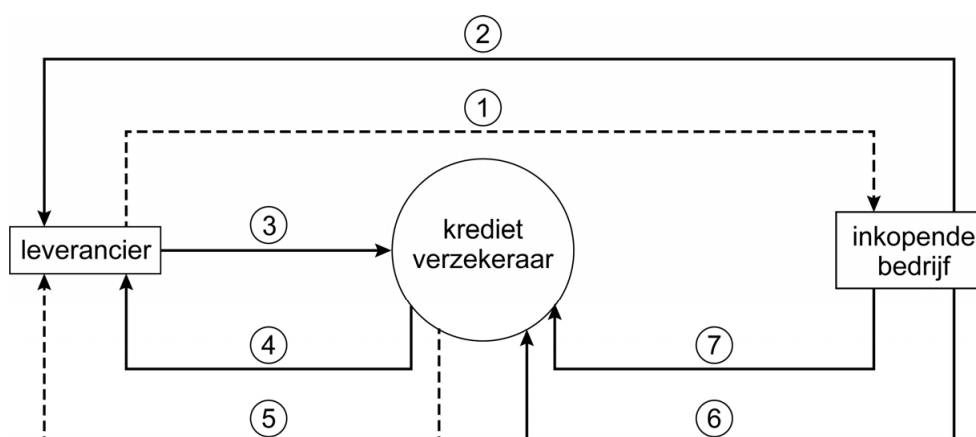 2
1
leverancier
3
krediet
verzekeraar
inkopende
bedrijf
4
7
5
6